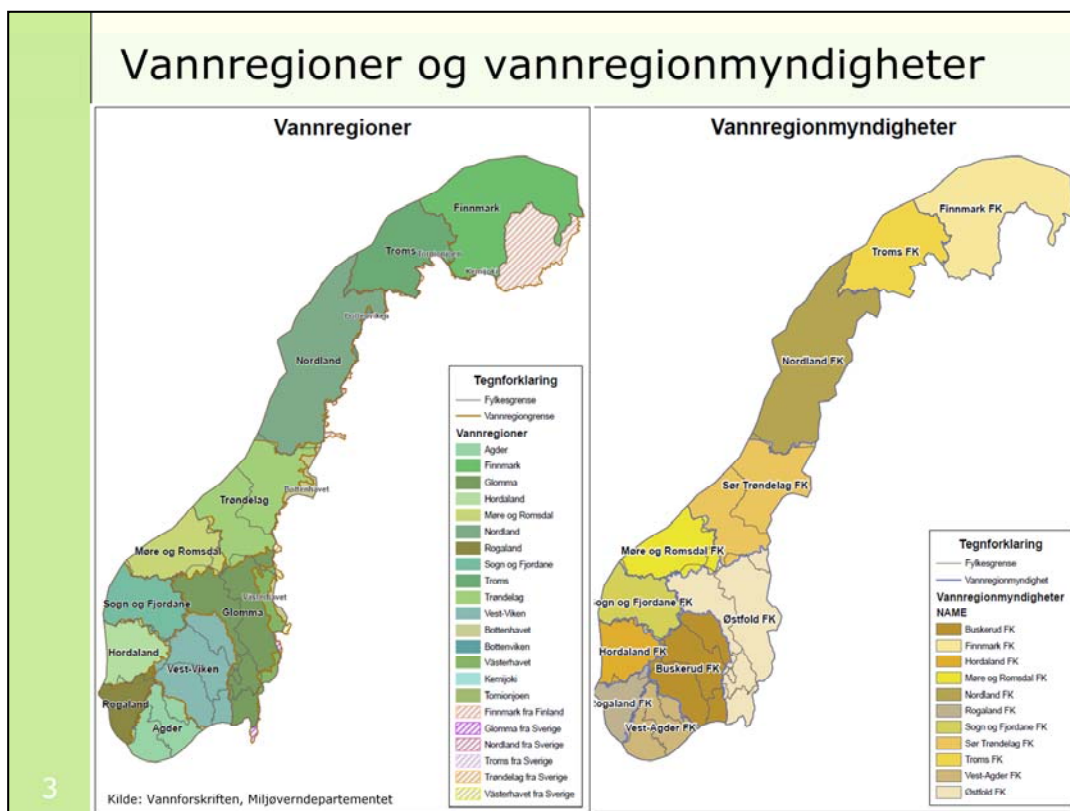 Vannregioner og vannregionmyndigheter
Vannregioner
Finnmark
Troms
Tornionjoen
Kemijoki
Bottenviken
Nordland
Trøndelag
Bottenhavet
Møre og Romsdal
Västerhavet
Sogn og Fjordane
Glomma
Hordaland
Vest-Viken
Rogaland
Agder
Tegnforklaring
Fylkesgrense
Vannregiongrense
Vannregioner
Agder
Finnmark
Glomma
Hordaland
Møre og Romsdal
Nordland
Rogaland
Sogn og Fjordane
Troms
Trøndelag
Vest-Viken
Bottenhavet
Bottenviken
Västerhavet
Kemijoki
Tornionjoen
Finnmark fra Finland
Glomma fra Sverige
Nordland fra Sverige
Troms fra Sverige
Trøndelag fra Sverige
Västerhavet fra Sverige
Kilde: Vannforskriften, Miljøverndepartementet
Vannregionmyndigheter
Finnmark FK
Troms FK
Nordland FK
Sør Trøndelag FK
Møre og Romsdal FK
Sogn og Fjordane FK
Østfold FK
Hordaland FK
Buskerud FK
Rogaland FK
Vest-Agder FK
Tegnforklaring
Fylkesgrense
Vannregionmyndighet
Vannregionmyndigheter
NAME
Buskerud FK
Finnmark FK
Hordaland FK
Møre og Romsdal FK
Nordland FK
Rogaland FK
Sogn og Fjordane FK
Sør Trøndelag FK
Troms FK
Vest-Agder FK
Østfold FK
3